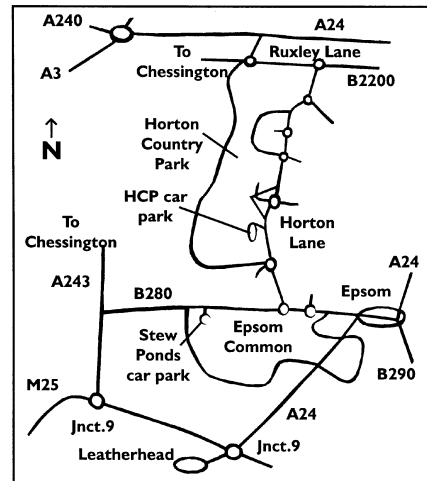 A240
A24
To
Chessington
Ruxley Lane
A3
B2200
↑
N
Horton
Country
Park
HCP car
park
Horton
Lane
To
Chessington
A243
A24
B280
Epsom
Stew
Ponds
car park
Epsom
Common
M25
B290
A24
Jnct.9
Jnct.9
Leatherhead